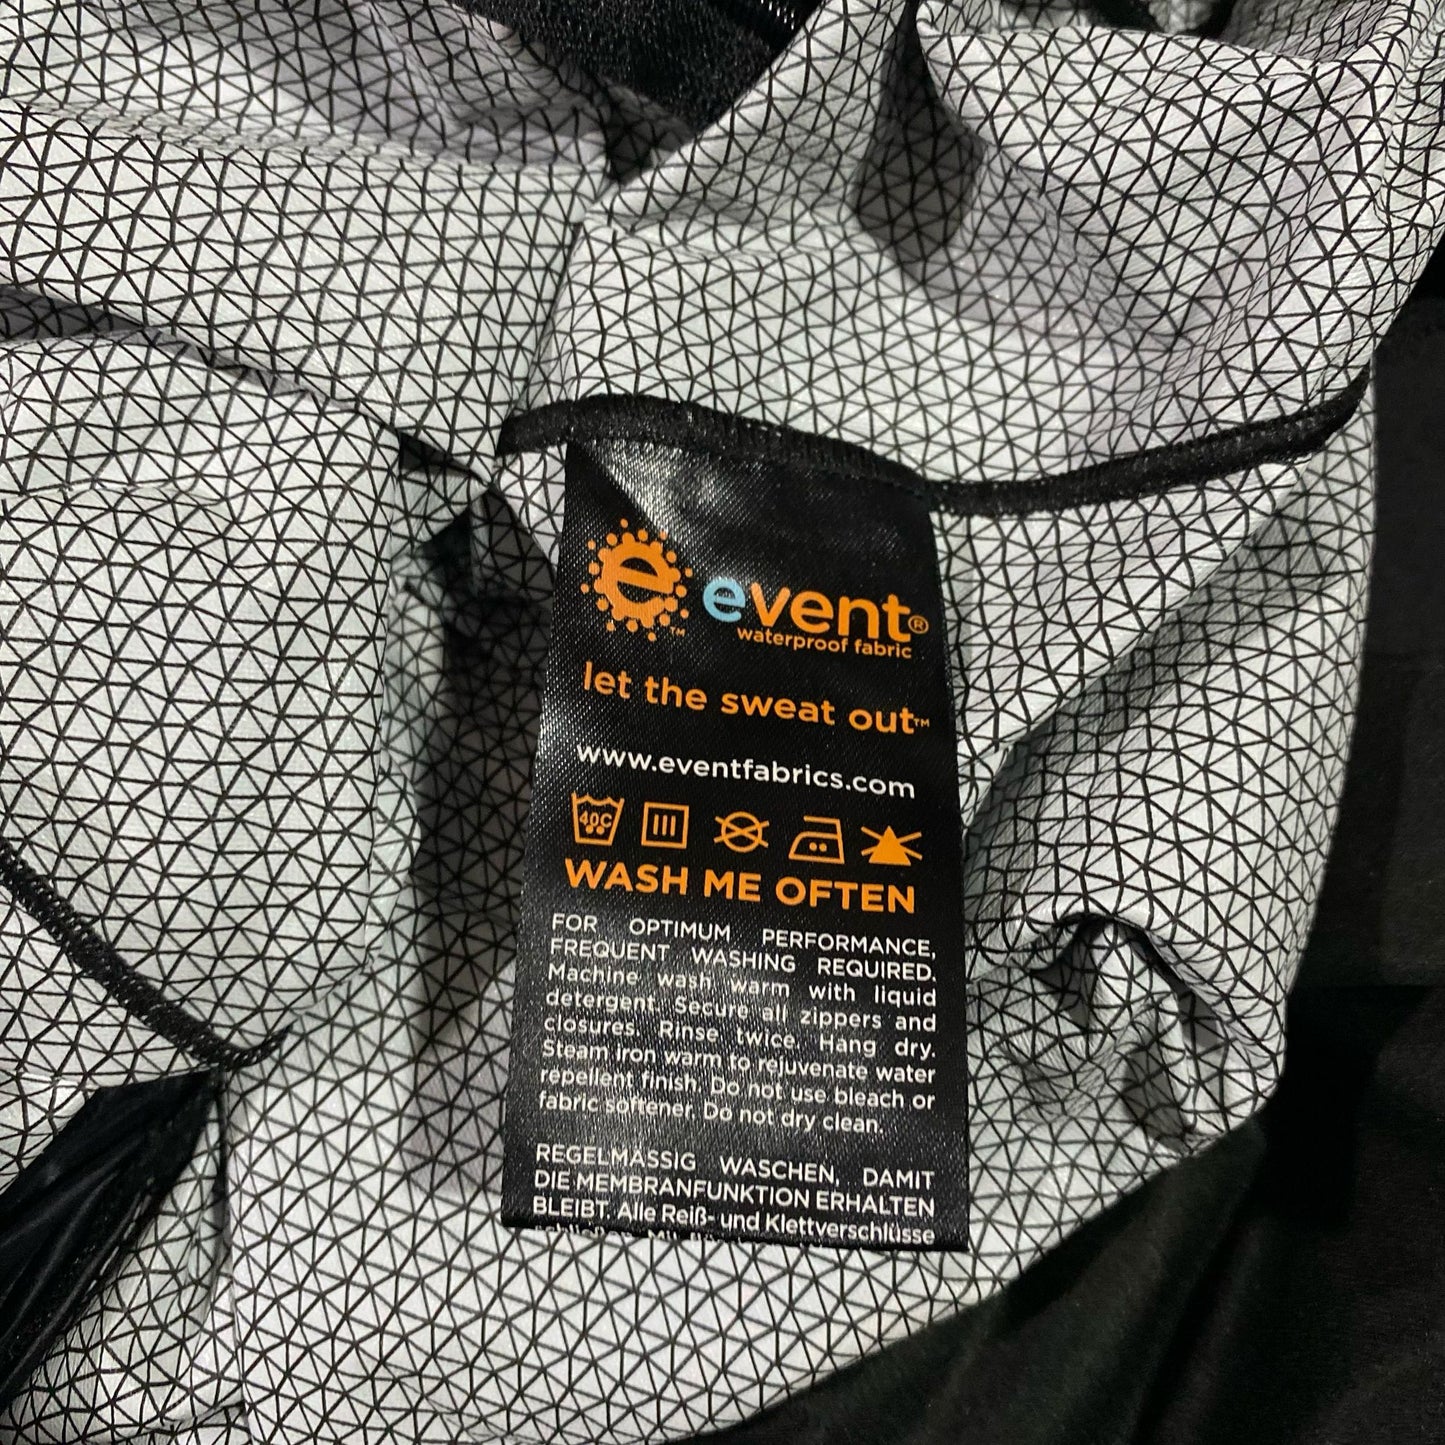 e™ event®
waterproof fabric
let the sweat out™
www.eventfabrics.com
40C
WASH ME OFTEN
FOR OPTIMUM PERFORMANCE,
FREQUENT WASHING REQUIRED.
Machine wash warm with liquid
detergent. Secure all zippers and
closures. Rinse twice. Hang dry.
Steam iron warm to rejuvenate water
repellent finish. Do not use bleach or
fabric softener. Do not dry clean.
REGELMÄSSIG WASCHEN, DAMIT
DIE MEMBRANFUNKTION ERHALTEN
BLEIBT. Alle Reiß- und Klettverschlüsse